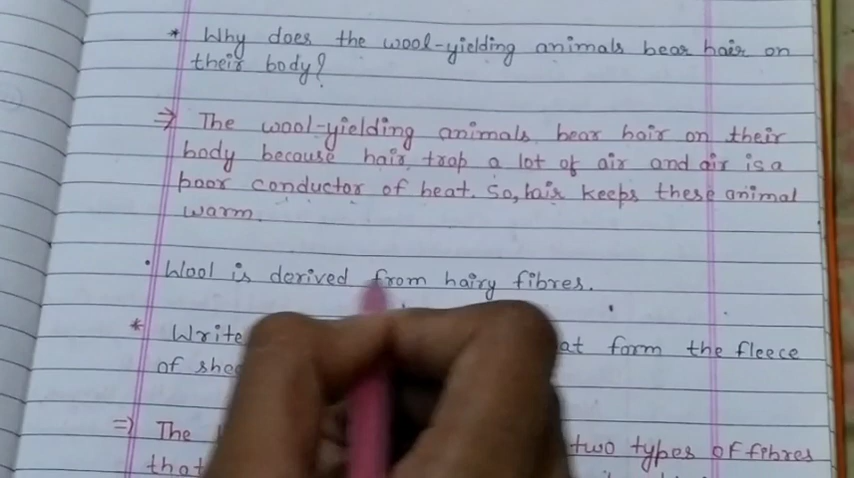 * Why does the wool-yielding animals bear hair on
their body?
⇒ The wool-yielding animals bear hair on their
body because hair trap a lot of air and air is a
poor conductor of heat. So, hair keeps these animal
warm.
• Wool is derived from hairy fibres.
* Write at form the fleece
of shee
⇒ The two types of fibres
that